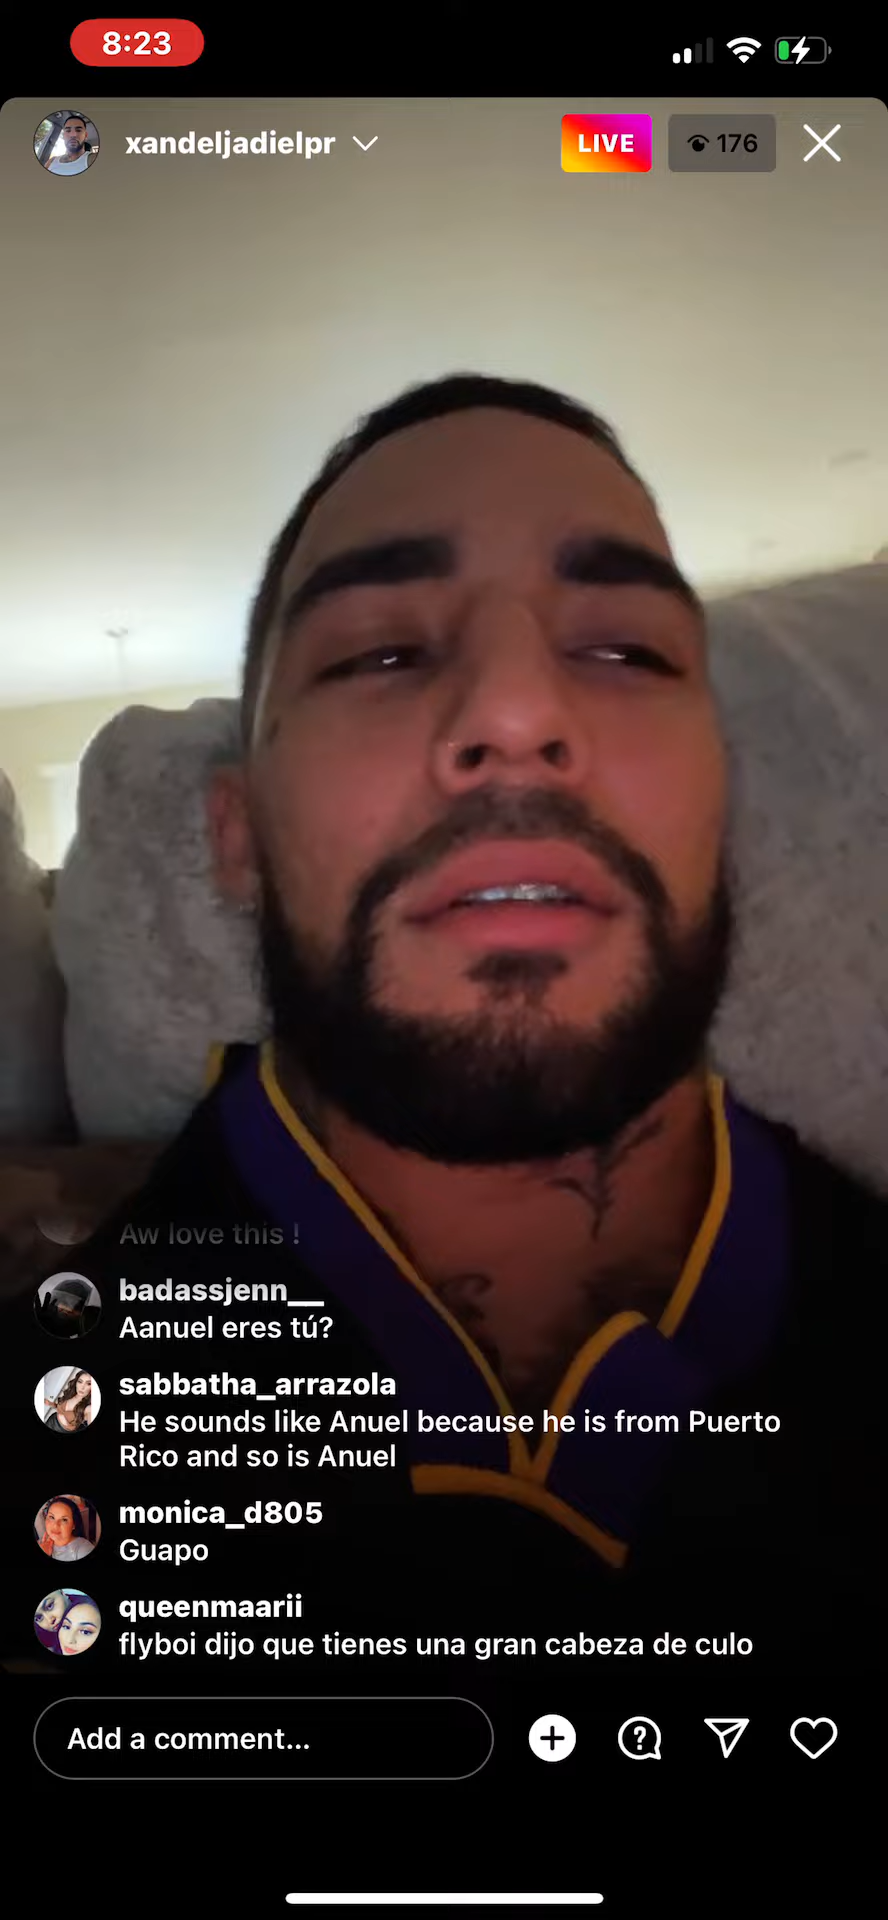 8:23
xandeljadielpr
LIVE
176
Aw love this !
badassjenn__
Aanuel eres tú?
sabbatha_arrazola
He sounds like Anuel because he is from Puerto
Rico and so is Anuel
monica_d805
Guapo
queenmaarii
flyboi dijo que tienes una gran cabeza de culo
Add a comment...